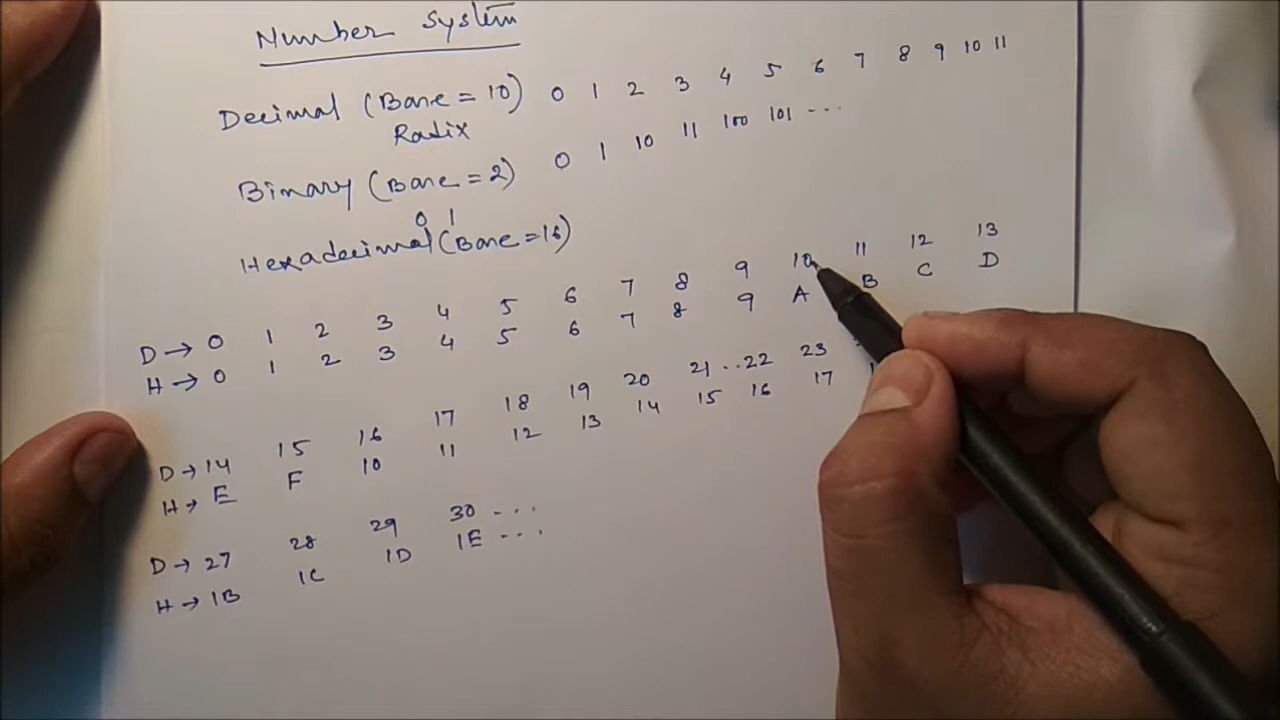 Number System
Decimal (Base = 10) 0 1 2 3 4 5 6 7 8 9 10 11
Radix
Binary (Base = 2) 0 1 10 11 100 101 ...
0 1
Hexadecimal (Base = 16)
D → 0 1 2 3 4 5 6 7 8 9 10 11 12 13
H → 0 1 2 3 4 5 6 7 8 9 A B C D
D → 14 15 16 17 18 19 20 21 .. 22 23
H → E F 10 11 12 13 14 15 16 17
D → 27 28 29 30 ...
H → 1B 1C 1D 1E ...